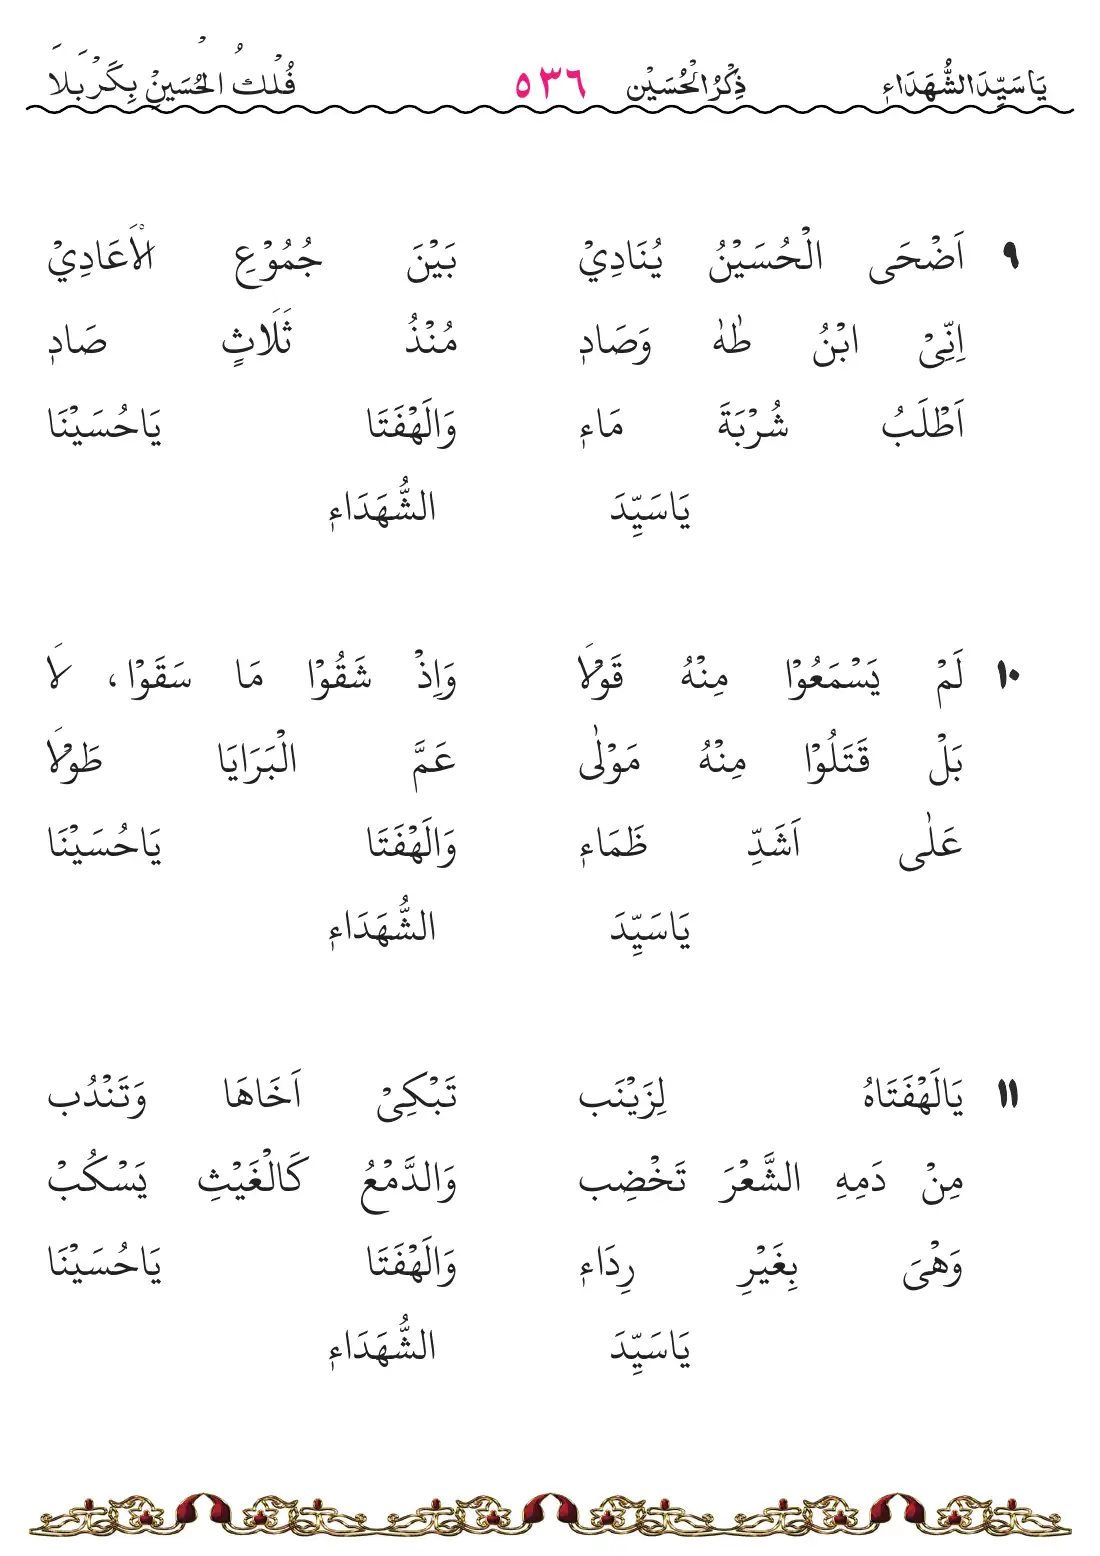 يَاسَيِّدَالشُّهَدَاءِ ذِكْرُالْحُسَيْن ٥٣٦ فُلْكُ الْحُسَيْنِ بِكَرْبَلَا
٩ اَضْحَى الْحُسَيْنُ يُنَادِيْ بَيْنَ جُمُوْعِ الْاَعَادِيْ
اِنِّىْ ابْنُ طٰهٰ وَصَادِ مُنْذُ ثَلَاثٍ صَادِ
اَطْلَبُ شُرْبَةَ مَاءِ وَالَهْفَتَا يَاحُسَيْنَا
يَاسَيِّدَ الشُّهَدَاءِ
١٠ لَمْ يَسْمَعُوْا مِنْهُ قَوْلَا وَاِذْ شَقُوْا مَا سَقَوْا، لَا
بَلْ قَتَلُوْا مِنْهُ مَوْلٰى عَمَّ الْبَرَايَا طَوْلَا
عَلٰى اَشَدِّ ظَمَاءِ وَالَهْفَتَا يَاحُسَيْنَا
يَاسَيِّدَ الشُّهَدَاءِ
١١ يَالَهْفَتَاهُ لِزَيْنَب تَبْكِىْ اَخَاهَا وَتَنْدُب
مِنْ دَمِهِ الشَّعْرَ تَخْضِب وَالدَّمْعُ كَالْغَيْثِ يَسْكُبْ
وَهْىَ بِغَيْرِ رِدَاءِ وَالَهْفَتَا يَاحُسَيْنَا
يَاسَيِّدَ الشُّهَدَاءِ